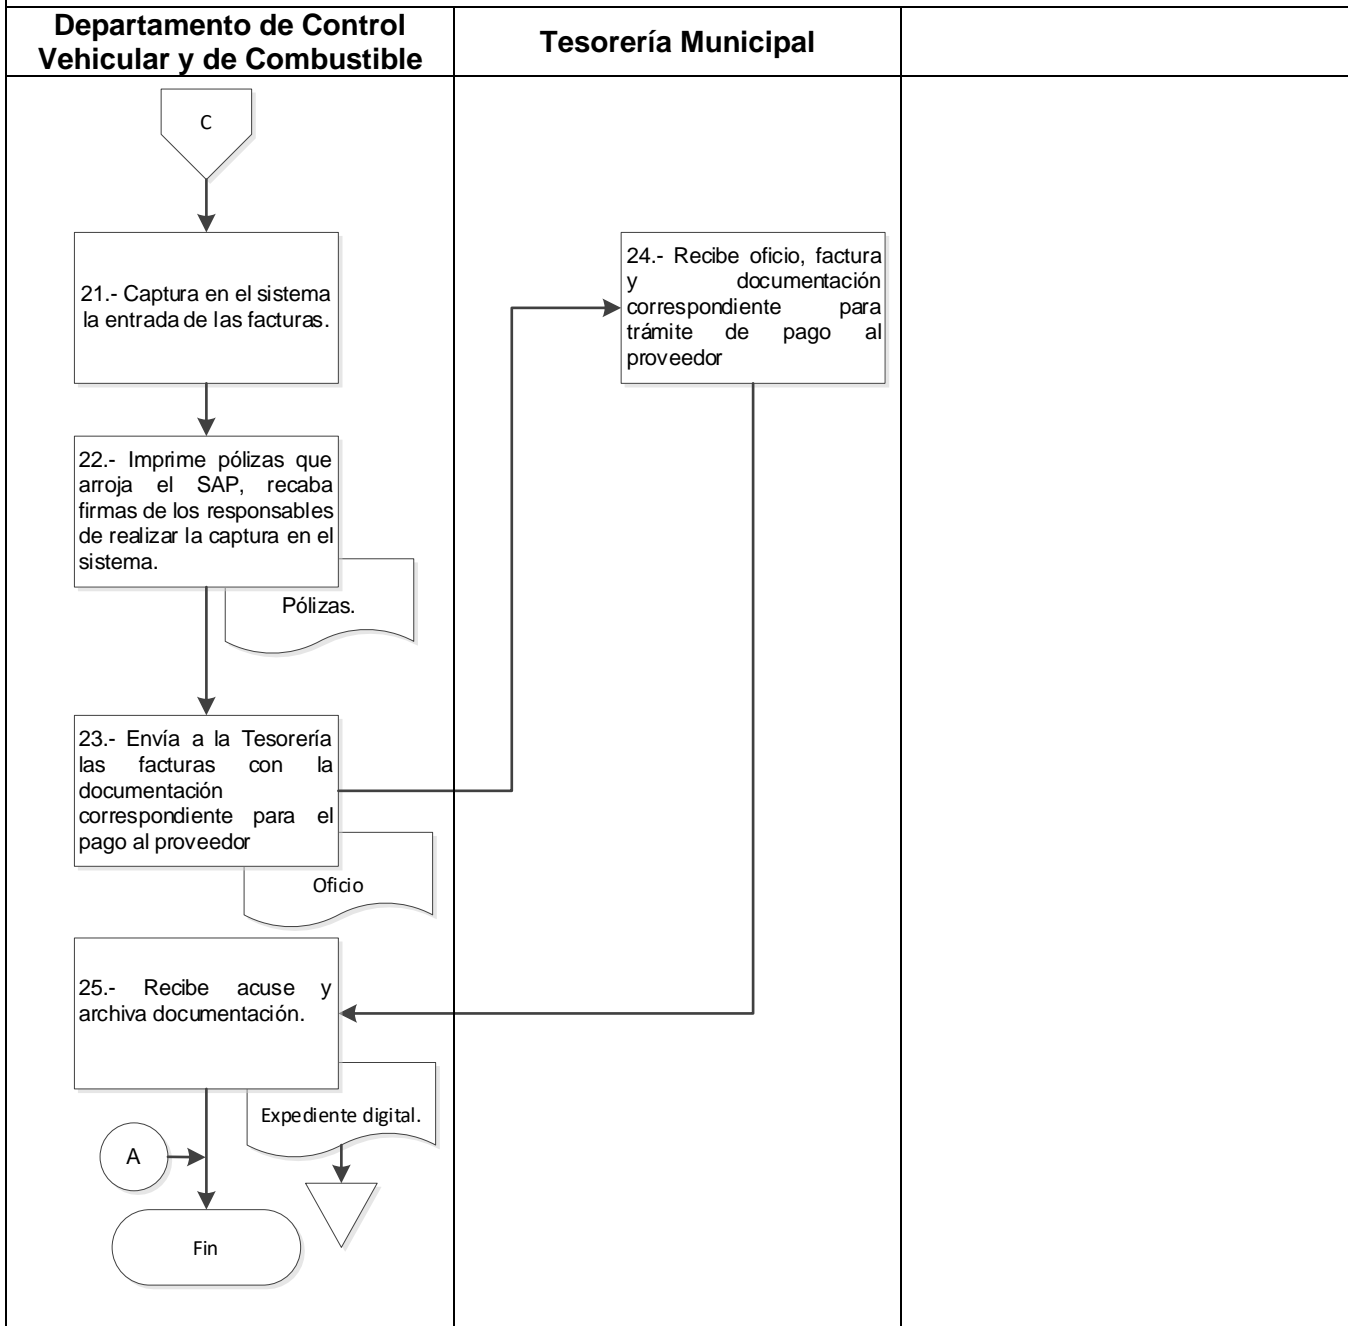 Departamento de Control
Vehicular y de Combustible
Tesorería Municipal
C
21.- Captura en el sistema
la entrada de las facturas.
22.- Imprime pólizas que
arroja el SAP, recaba
firmas de los responsables
de realizar la captura en el
sistema.
Pólizas.
23.- Envía a la Tesorería
las facturas con la
documentación
correspondiente para el
pago al proveedor
Oficio
24.- Recibe oficio, factura
y documentación
correspondiente para
trámite de pago al
proveedor
25.- Recibe acuse y
archiva documentación.
Expediente digital.
A
Fin